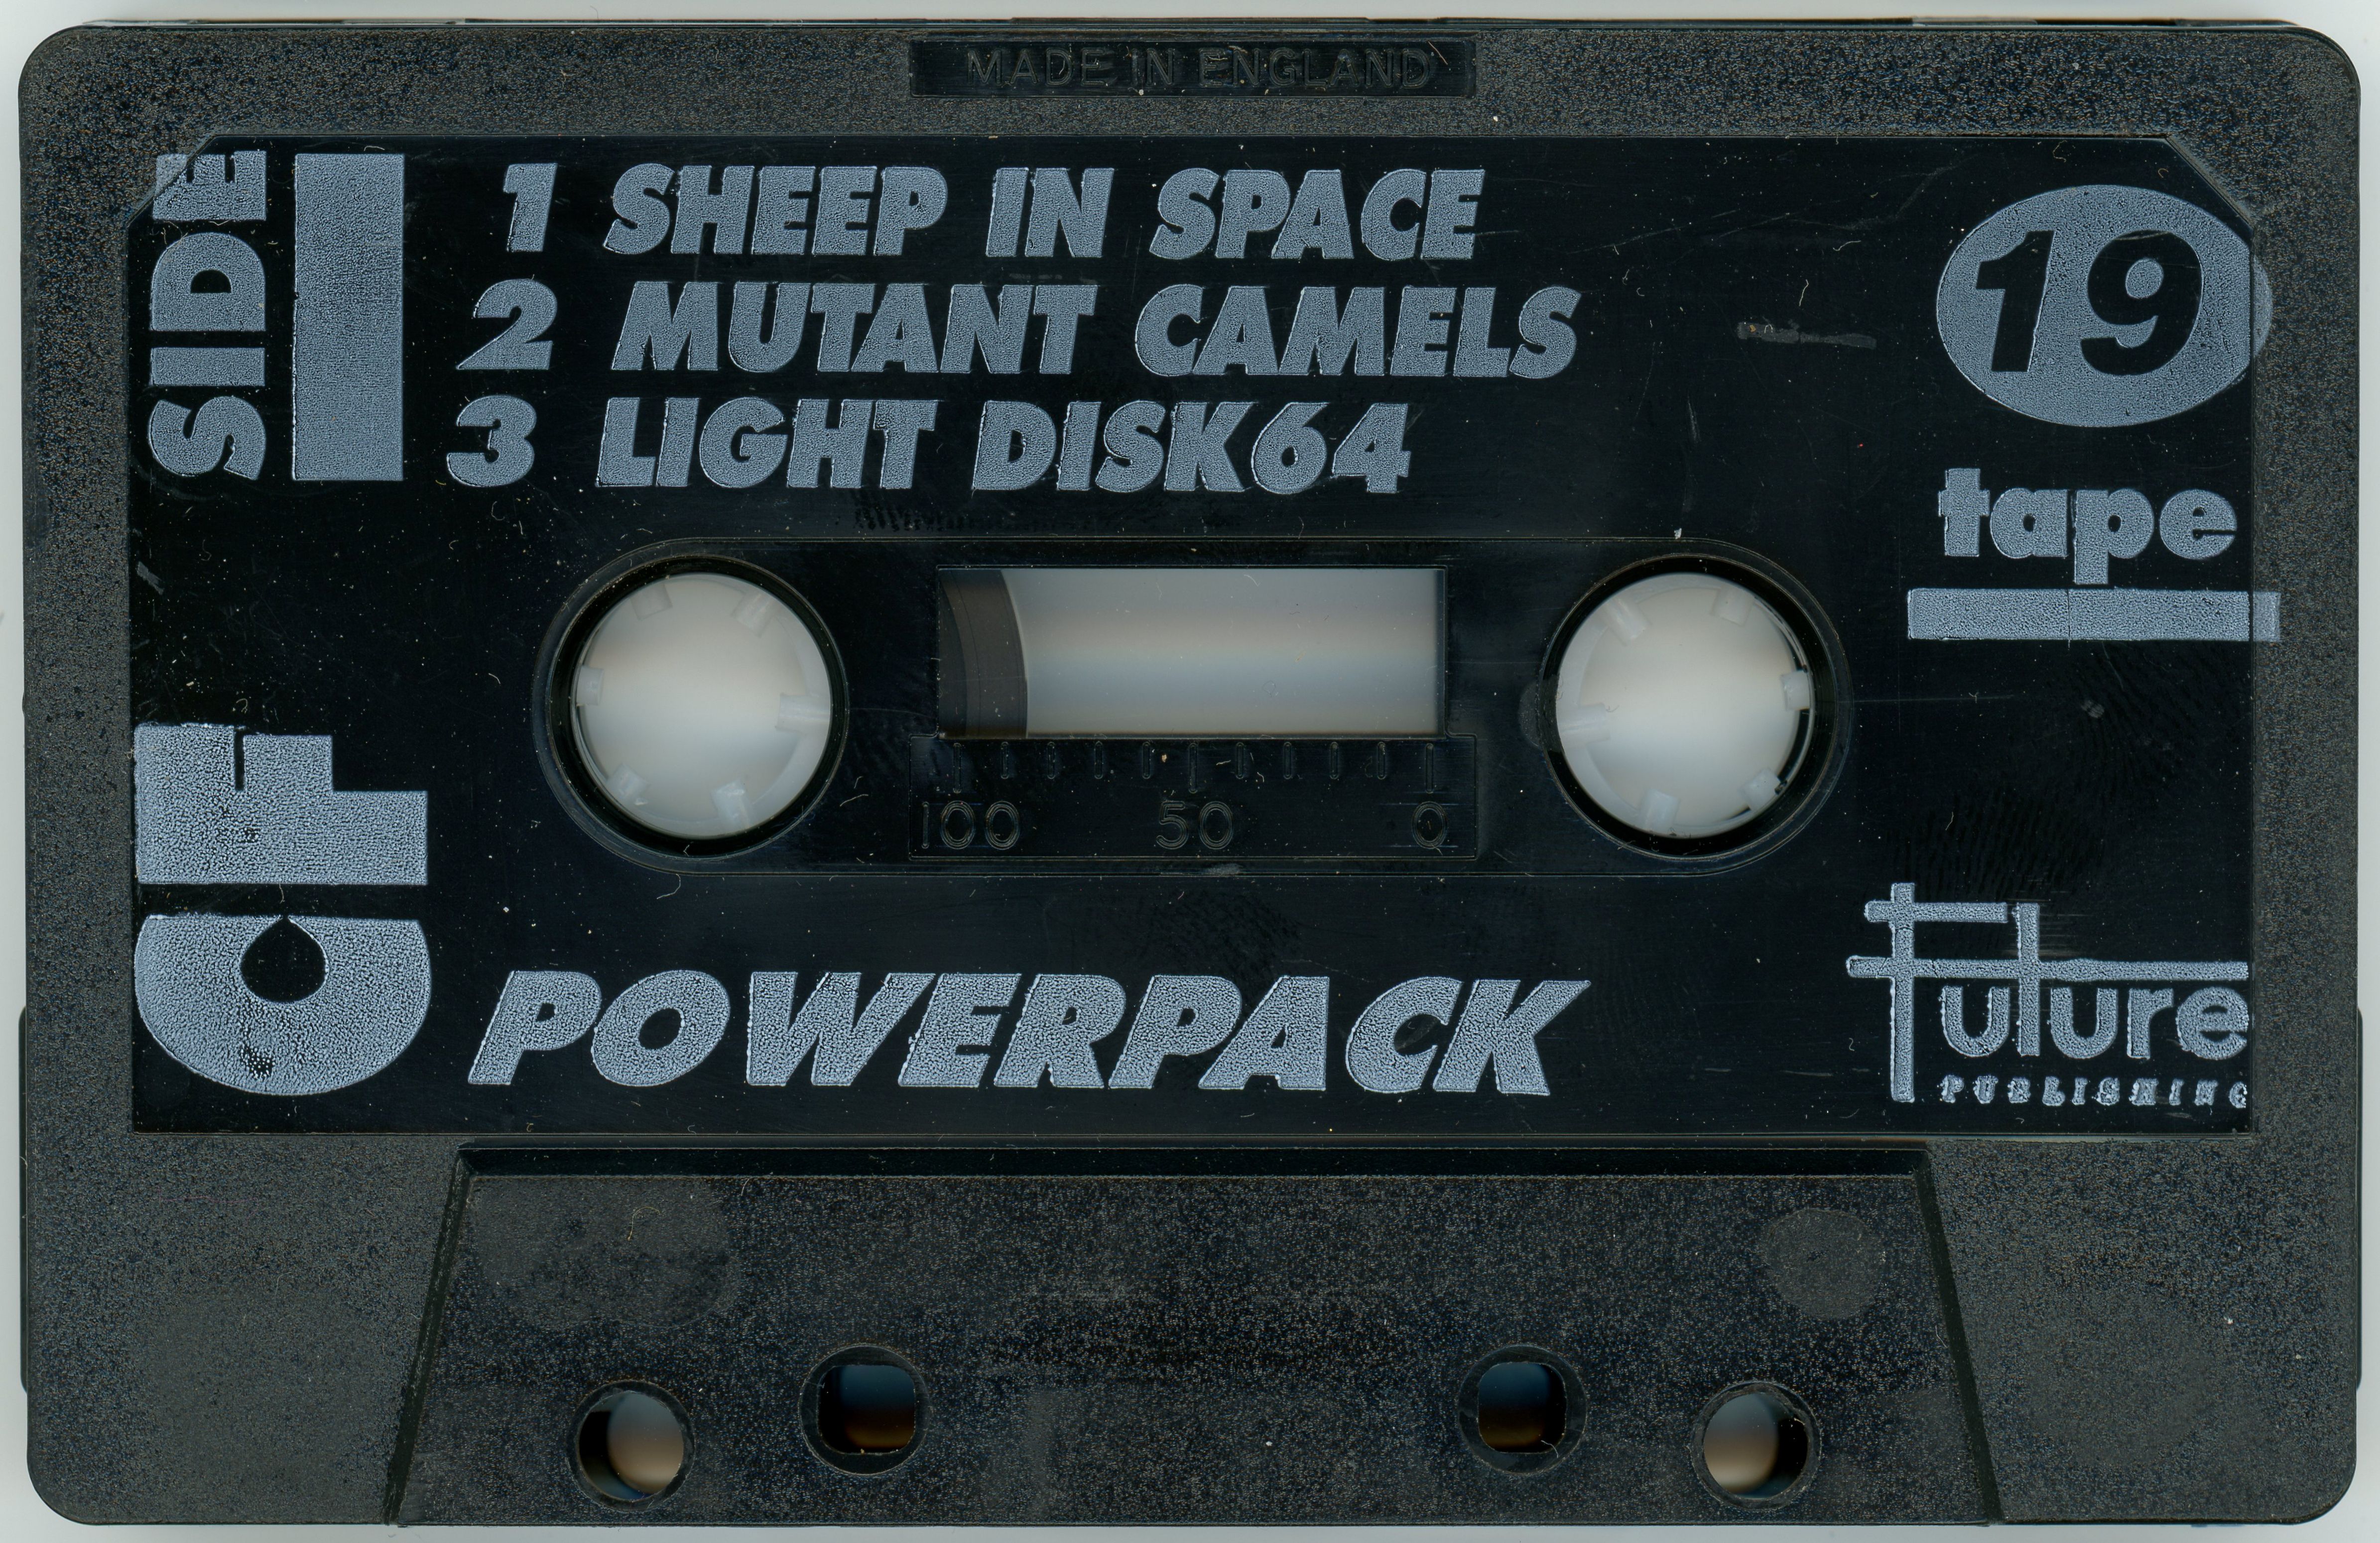 MADE IN ENGLAND
SIDE 1
1 SHEEP IN SPACE
2 MUTANT CAMELS
3 LIGHT DISK64
19
tape
100 50 0
CF
POWERPACK
future
PUBLISHING